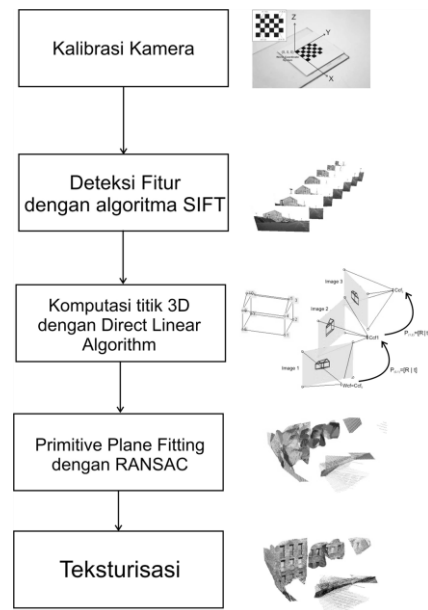 Kalibrasi Kamera
Z
Y
X
Deteksi Fitur
dengan algoritma SIFT
Komputasi titik 3D
dengan Direct Linear
Algorithm
Image 3
Image 2
Image 1
Primitive Plane Fitting
dengan RANSAC
Teksturisasi